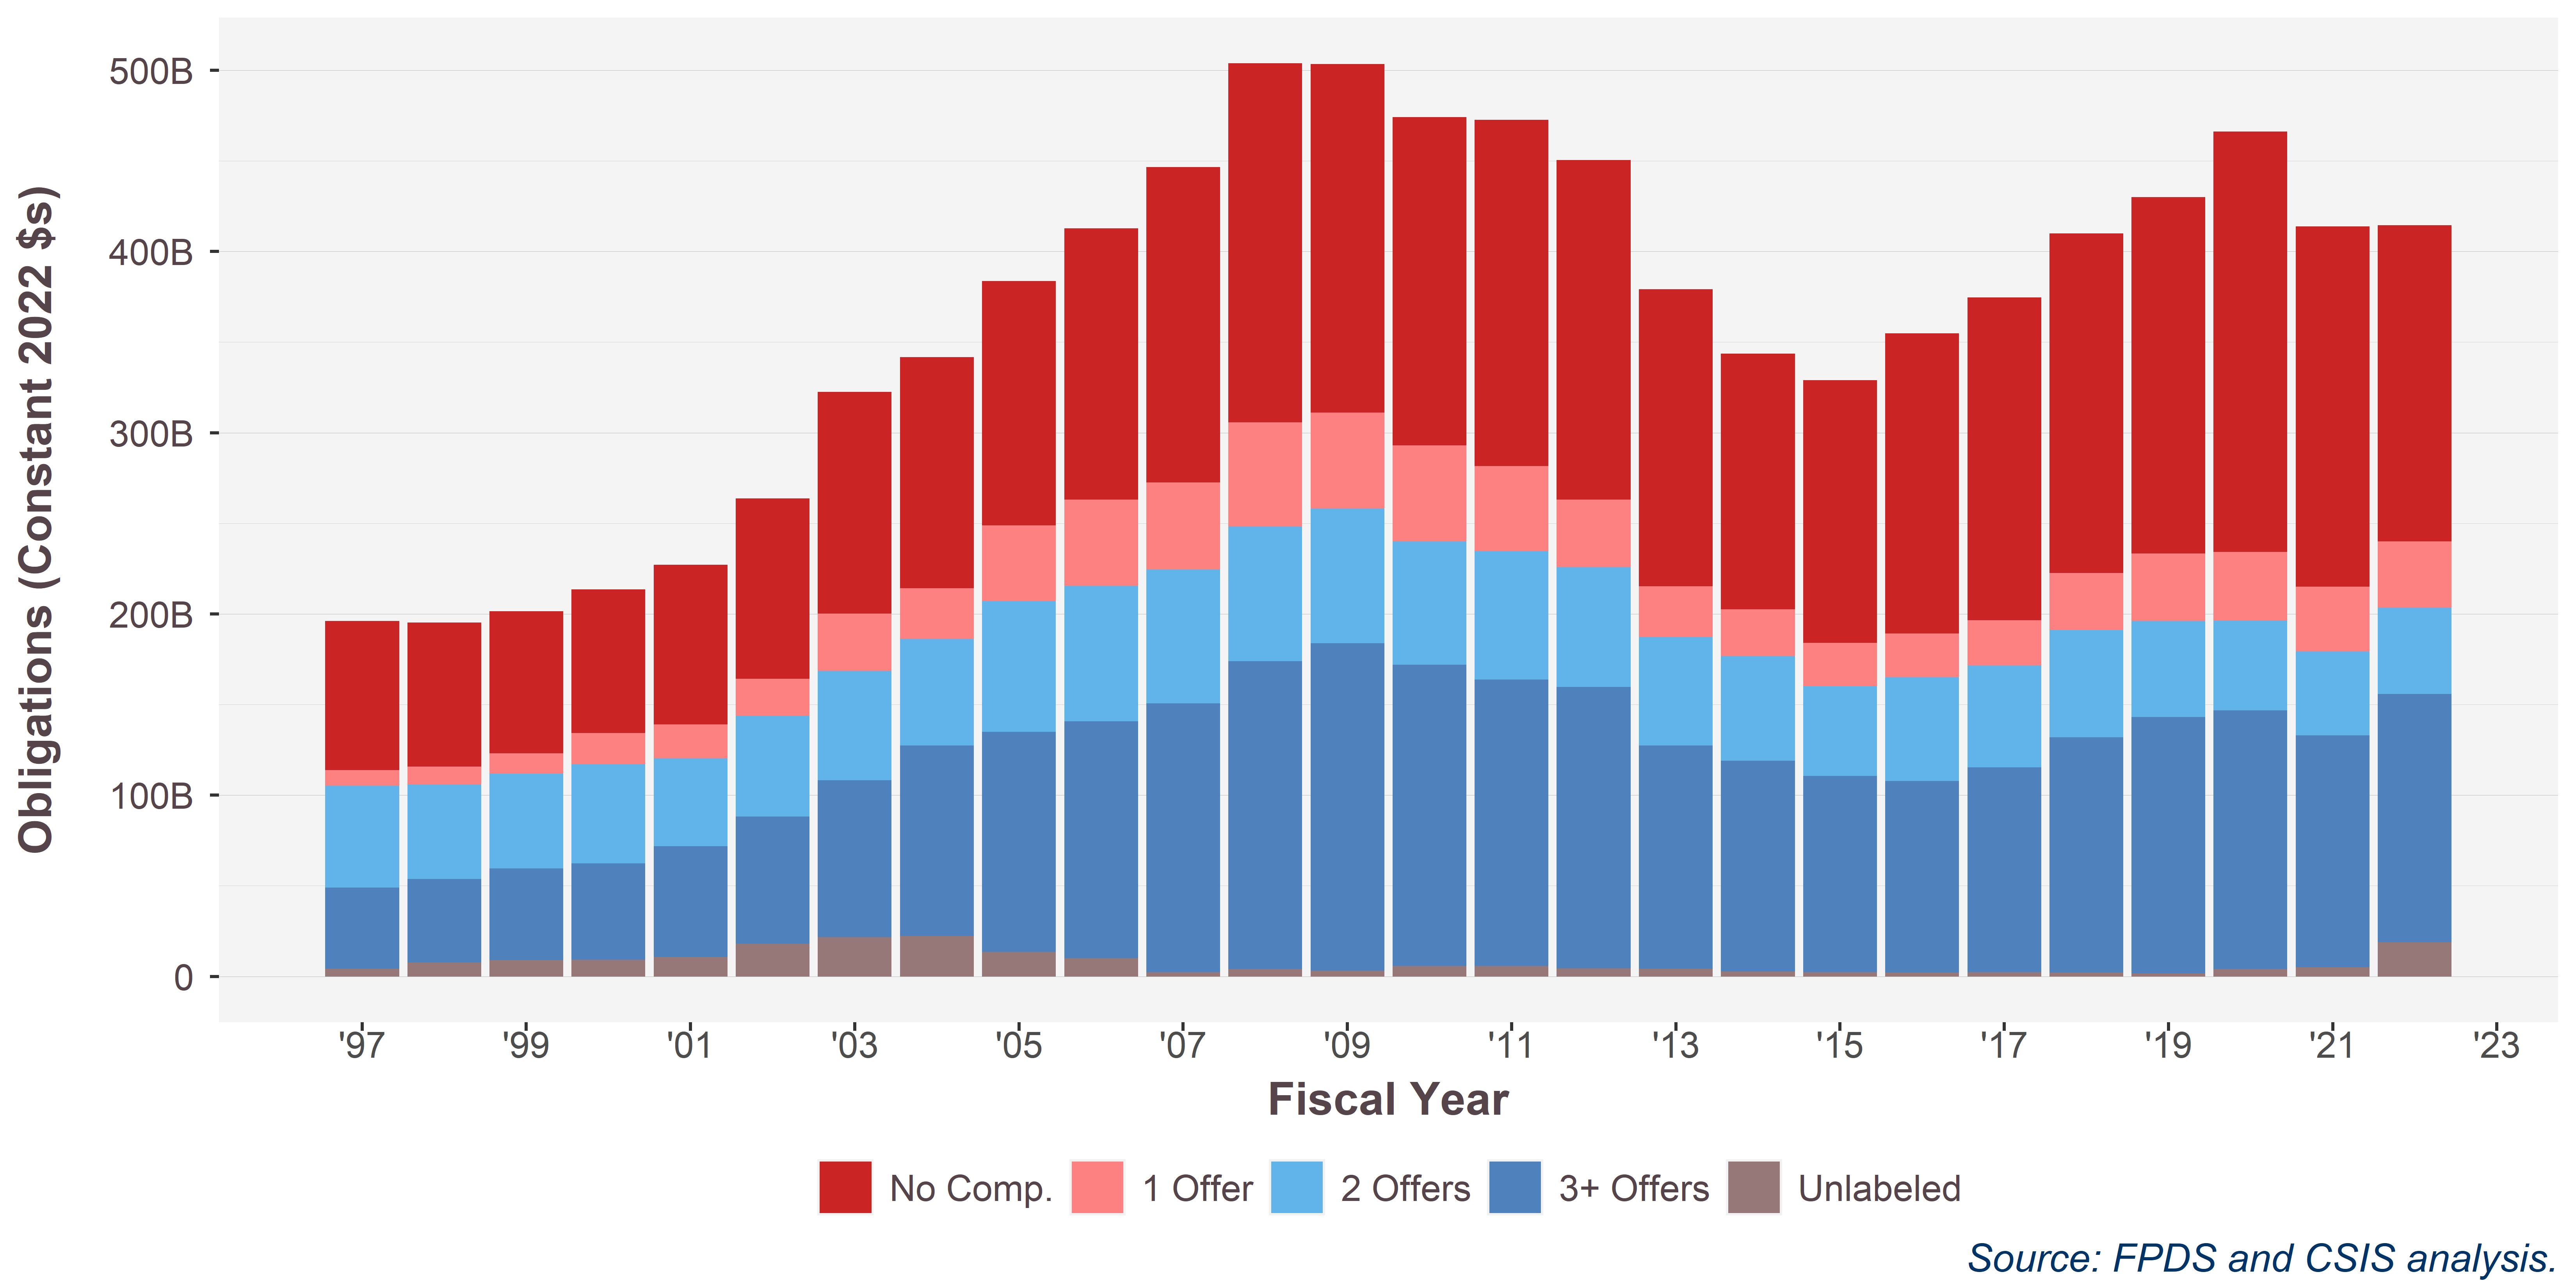 Obligations (Constant 2022 $s)
500B
400B
300B
200B
100B
0
'97 '99 '01 '03 '05 '07 '09 '11 '13 '15 '17 '19 '21 '23
Fiscal Year
No Comp. 1 Offer 2 Offers 3+ Offers Unlabeled
Source: FPDS and CSIS analysis.